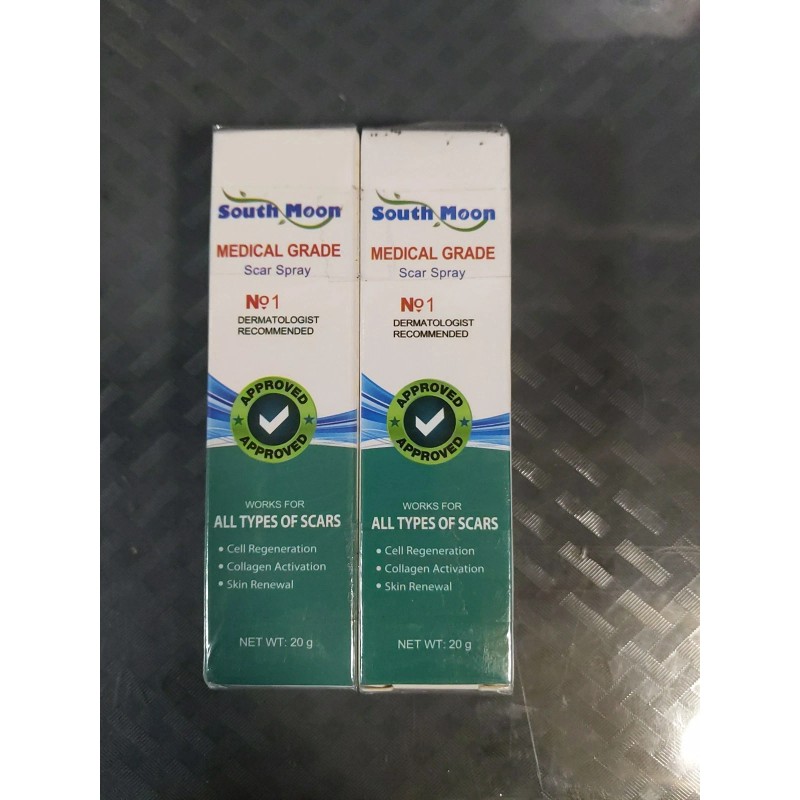 South Moon
MEDICAL GRADE
Scar Spray
No1
DERMATOLOGIST
RECOMMENDED
APPROVED
APPROVED
WORKS FOR
ALL TYPES OF SCARS
• Cell Regeneration
• Collagen Activation
• Skin Renewal
NET WT: 20 g
South Moon
MEDICAL GRADE
Scar Spray
No1
DERMATOLOGIST
RECOMMENDED
APPROVED
APPROVED
WORKS FOR
ALL TYPES OF SCARS
• Cell Regeneration
• Collagen Activation
• Skin Renewal
NET WT: 20 g